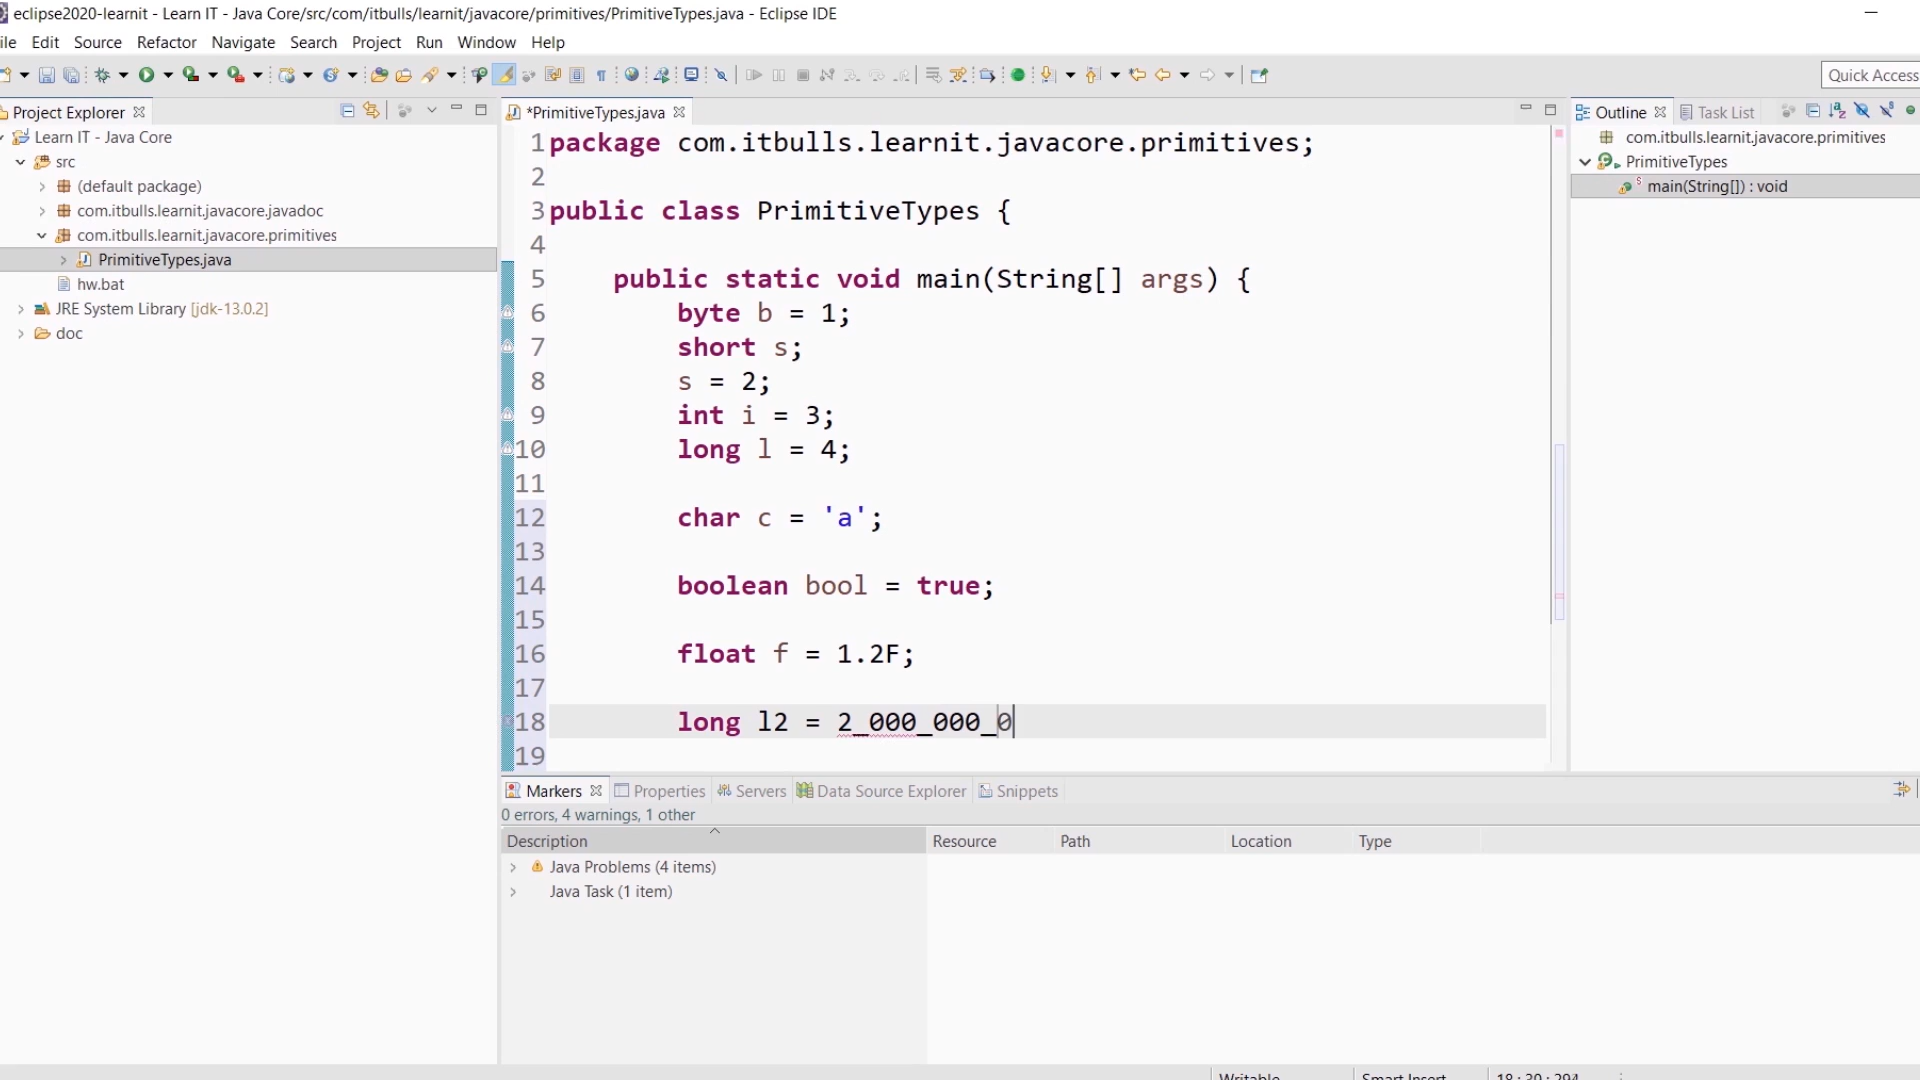 eclipse2020-learnit - Learn IT - Java Core/src/com/itbulls/learnit/javacore/primitives/PrimitiveTypes.java - Eclipse IDE
ile Edit Source Refactor Navigate Search Project Run Window Help
Quick Access
Project Explorer
Learn IT - Java Core
src
(default package)
com.itbulls.learnit.javacore.javadoc
com.itbulls.learnit.javacore.primitives
PrimitiveTypes.java
hw.bat
JRE System Library [jdk-13.0.2]
doc
*PrimitiveTypes.java
1 package com.itbulls.learnit.javacore.primitives;
2
3 public class PrimitiveTypes {
4
5 public static void main(String[] args) {
6 byte b = 1;
7 short s;
8 s = 2;
9 int i = 3;
10 long l = 4;
11
12 char c = 'a';
13
14 boolean bool = true;
15
16 float f = 1.2F;
17
18 long l2 = 2_000_000_0
19
Outline Task List
com.itbulls.learnit.javacore.primitives
PrimitiveTypes
main(String[]) : void
Markers Properties Servers Data Source Explorer Snippets
0 errors, 4 warnings, 1 other
Description Resource Path Location Type
Java Problems (4 items)
Java Task (1 item)
Writable Smart Insert 18 : 30 : 294